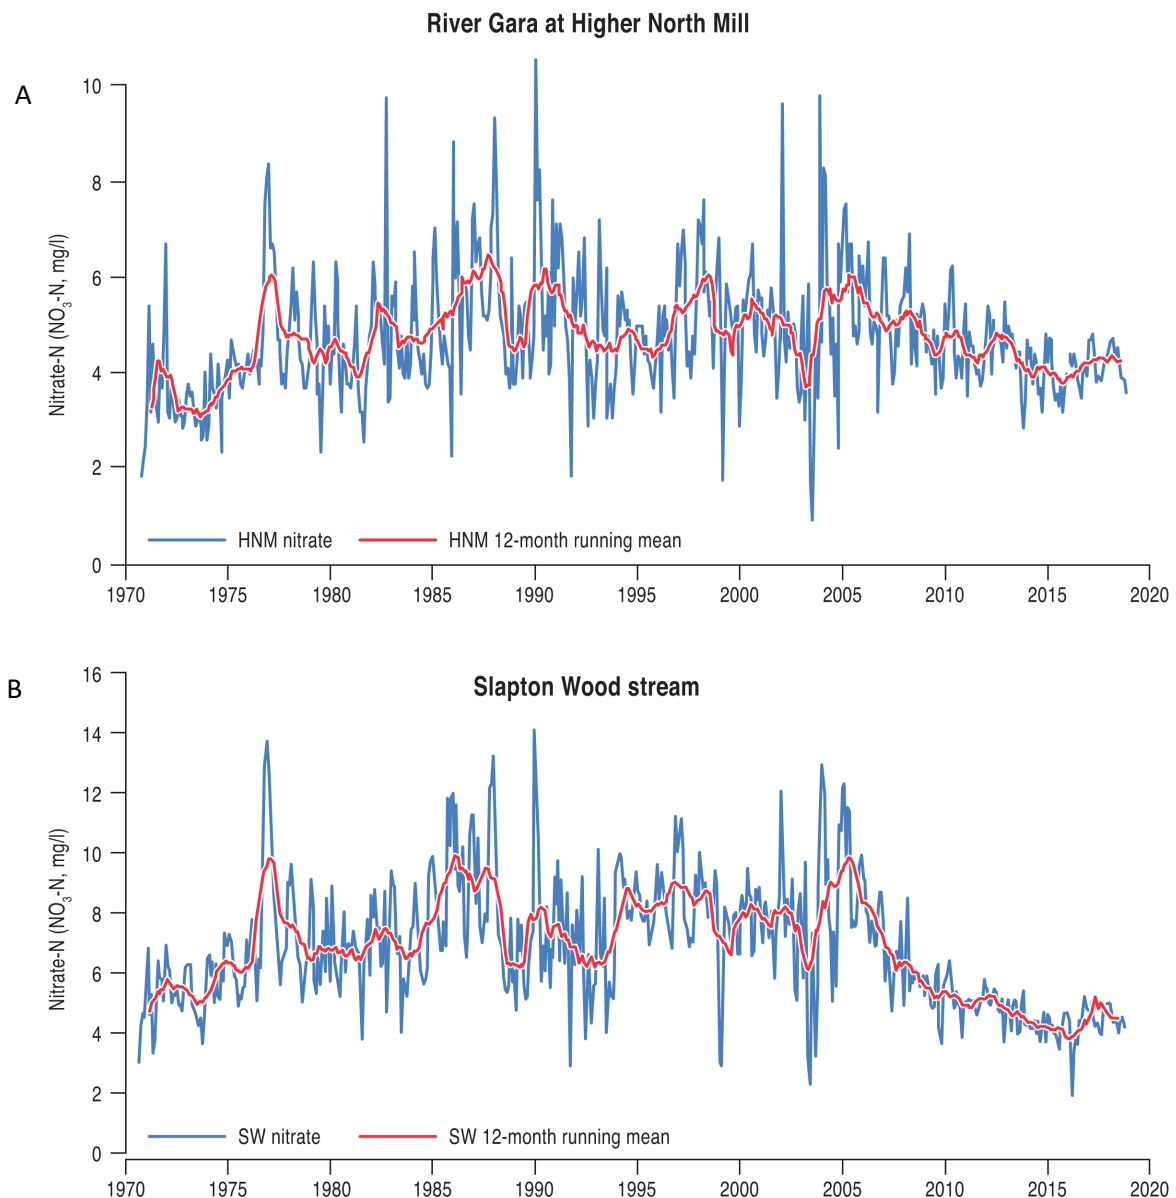 River Gara at Higher North Mill
A
10
8
6
4
2
0
Nitrate-N (NO3-N, mg/l)
HNM nitrate HNM 12-month running mean
1970 1975 1980 1985 1990 1995 2000 2005 2010 2015 2020
B
Slapton Wood stream
16
14
12
10
8
6
4
2
0
Nitrate-N (NO3-N, mg/l)
SW nitrate SW 12-month running mean
1970 1975 1980 1985 1990 1995 2000 2005 2010 2015 2020